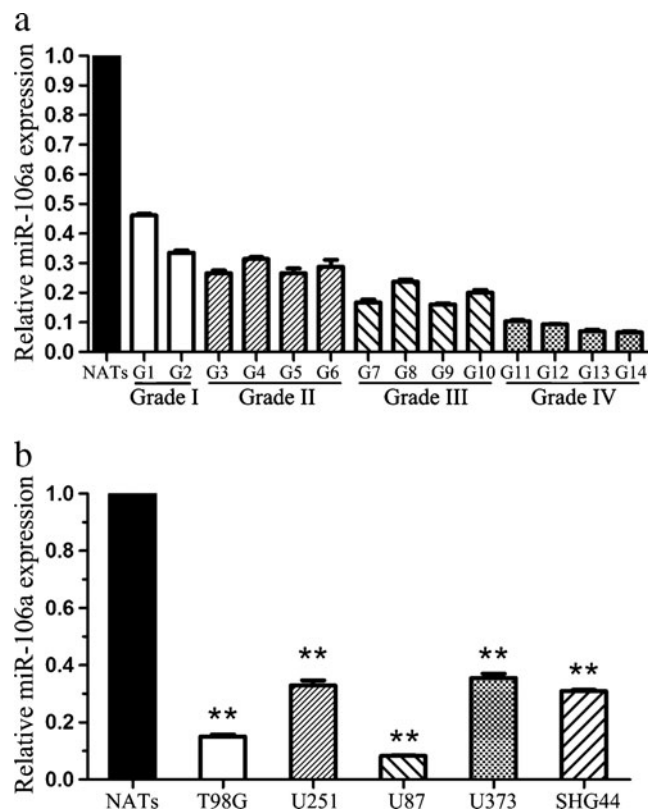 a
Relative miR-106a expression
1.0
0.9
0.8
0.7
0.6
0.5
0.4
0.3
0.2
0.1
0.0
NATs G1 G2 G3 G4 G5 G6 G7 G8 G9 G10 G11 G12 G13 G14
Grade I Grade II Grade III Grade IV
b
Relative miR-106a expression
1.0
0.8
0.6
0.4
0.2
0.0
** ** ** ** **
NATs T98G U251 U87 U373 SHG44